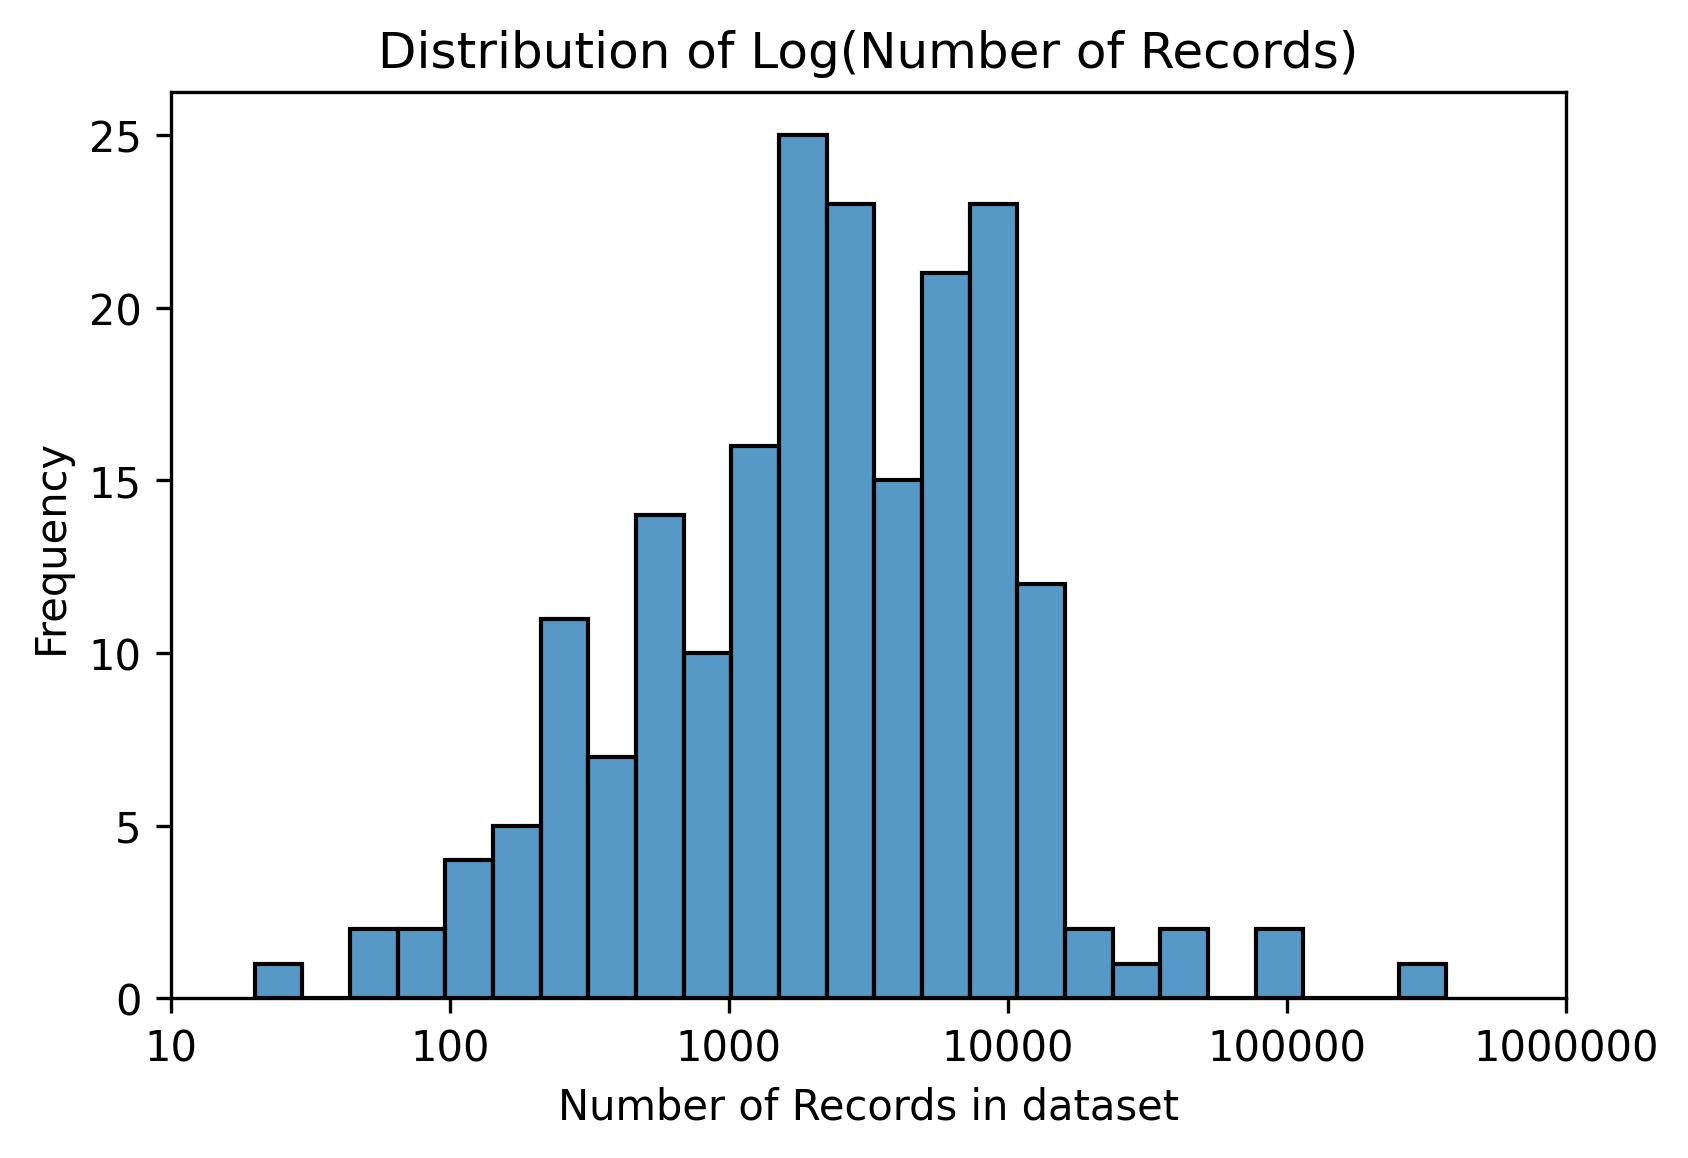 Distribution of Log(Number of Records)
25
20
15
10
5
0
Frequency
10 100 1000 10000 100000 1000000
Number of Records in dataset